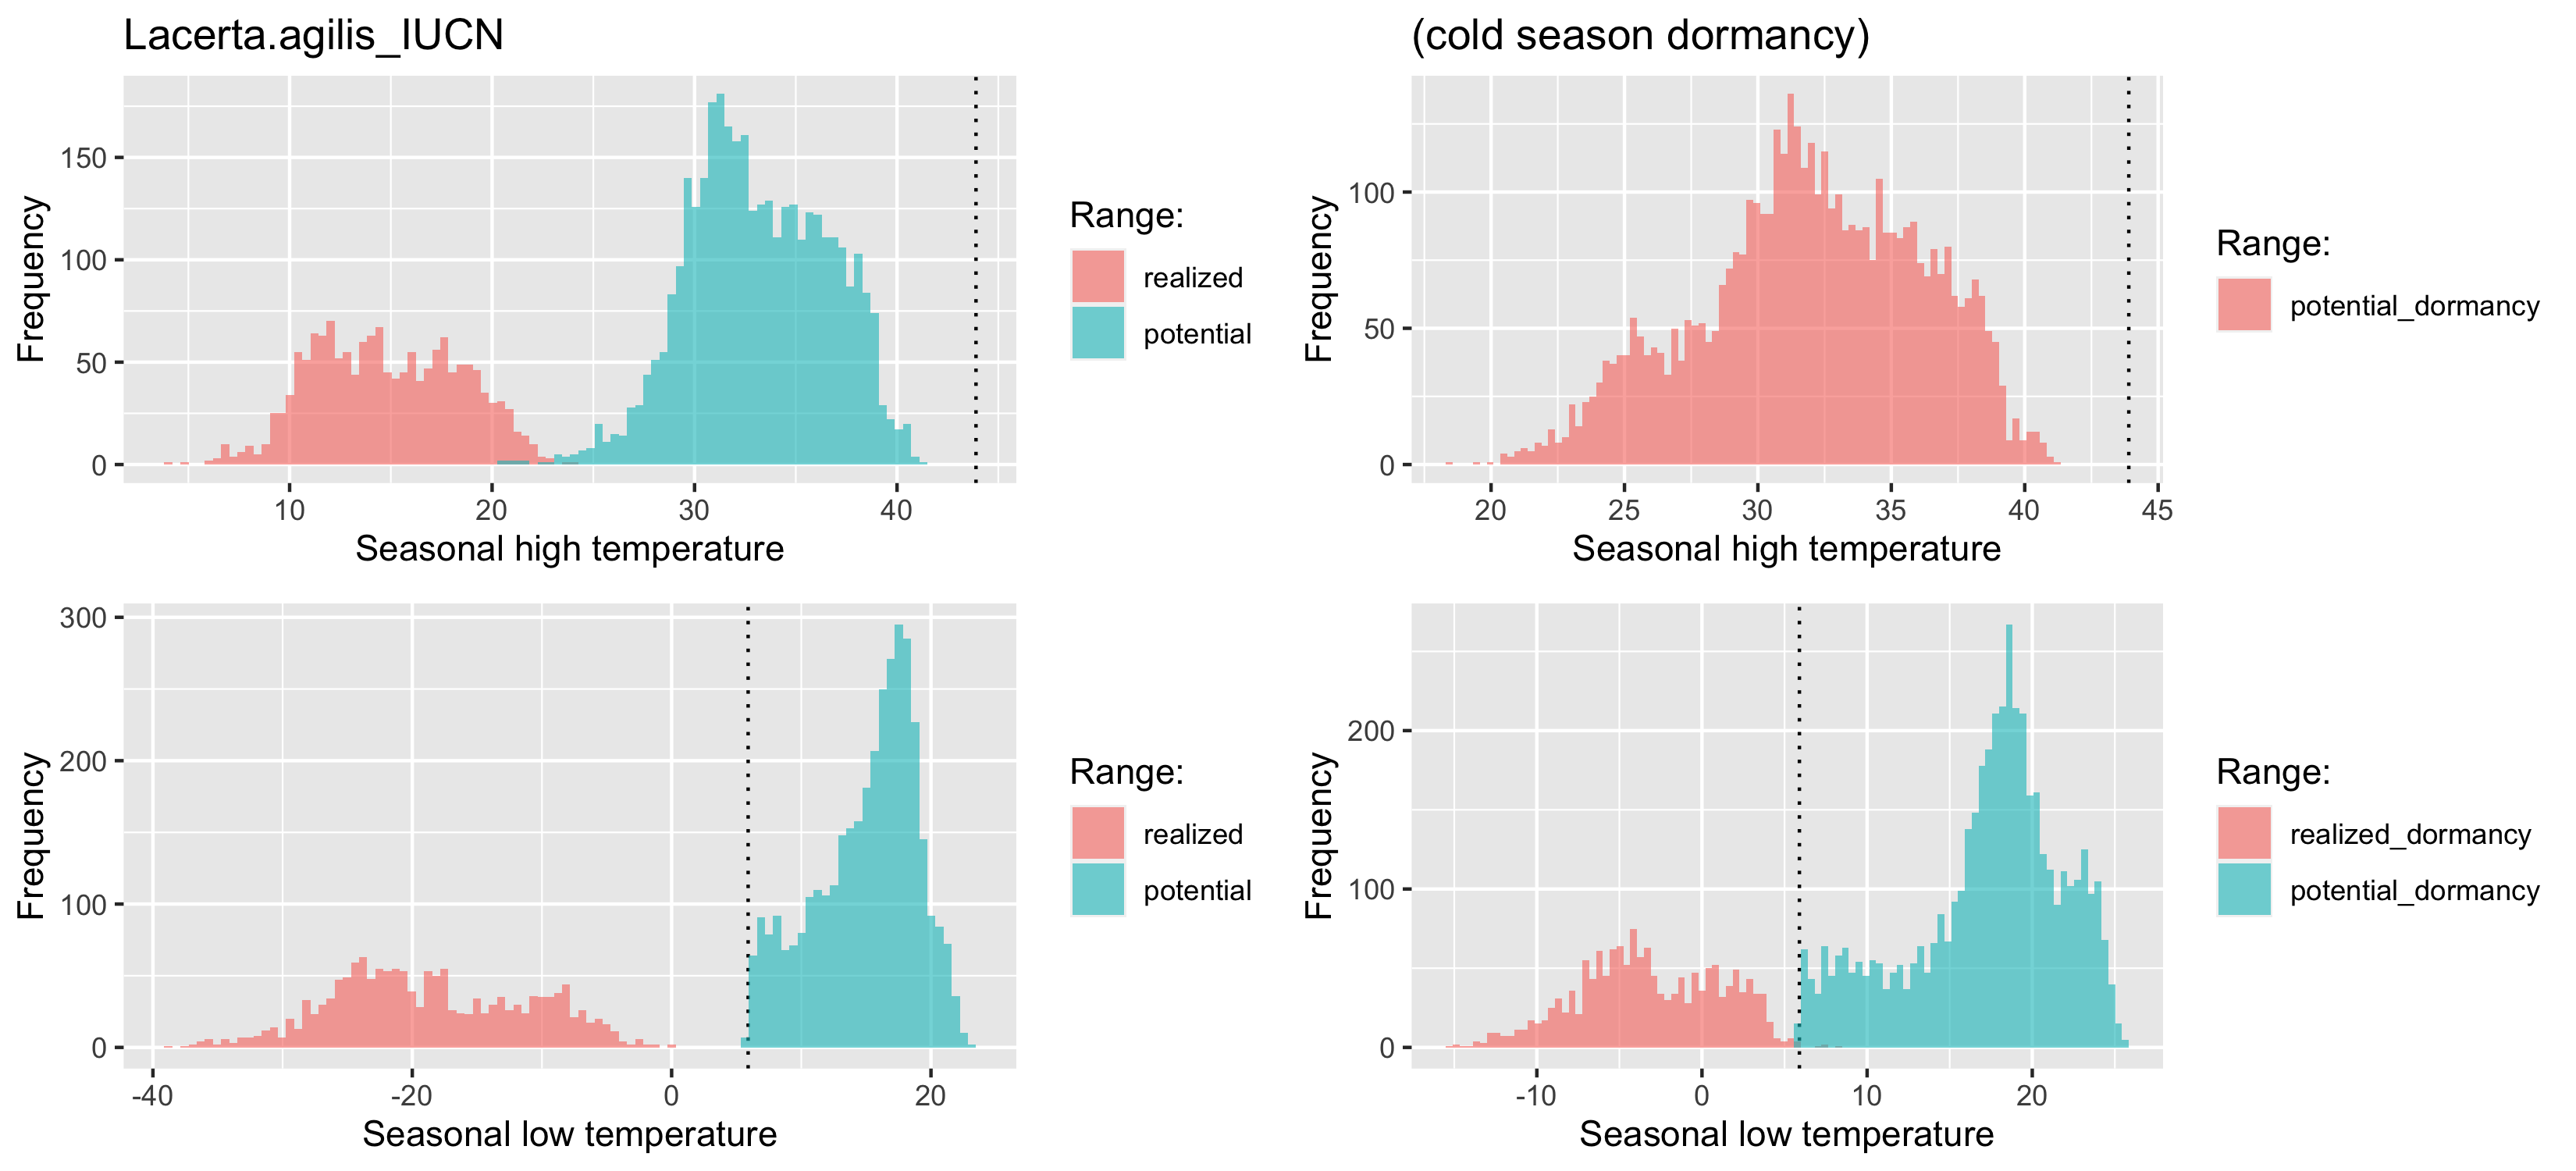 Lacerta.agilis_IUCN
(cold season dormancy)
Frequency
150
100
50
0
10 20 30 40
Seasonal high temperature
Range:
realized
potential
Frequency
100
50
0
20 25 30 35 40 45
Seasonal high temperature
Range:
potential_dormancy
Frequency
300
200
100
0
-40 -20 0 20
Seasonal low temperature
Range:
realized
potential
Frequency
200
100
0
-10 0 10 20
Seasonal low temperature
Range:
realized_dormancy
potential_dormancy